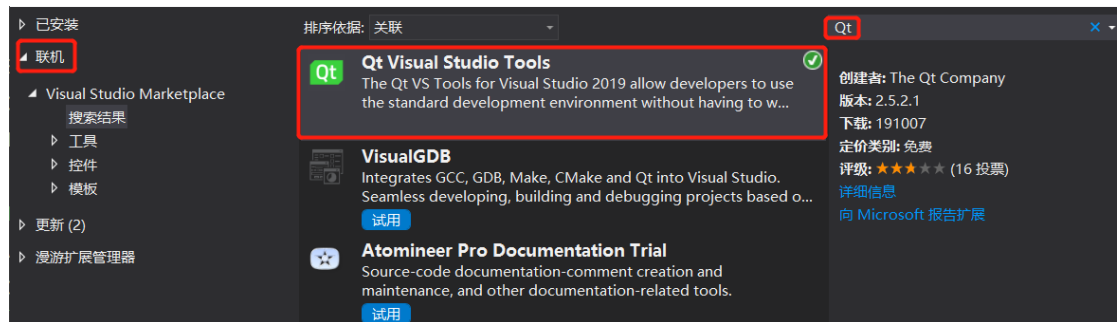 已安装
联机
Visual Studio Marketplace
搜索结果
工具
控件
模板
更新 (2)
漫游扩展管理器
排序依据: 关联
Qt
Qt Visual Studio Tools
The Qt VS Tools for Visual Studio 2019 allow developers to use
the standard development environment without having to w...
VisualGDB
Integrates GCC, GDB, Make, CMake and Qt into Visual Studio.
Seamless developing, building and debugging projects based o...
试用
Atomineer Pro Documentation Trial
Source-code documentation-comment creation and
maintenance, and other documentation-related tools.
试用
Qt
创建者: The Qt Company
版本: 2.5.2.1
下载: 191007
定价类别: 免费
评级: ★★★★★ (16 投票)
详细信息
向 Microsoft 报告扩展